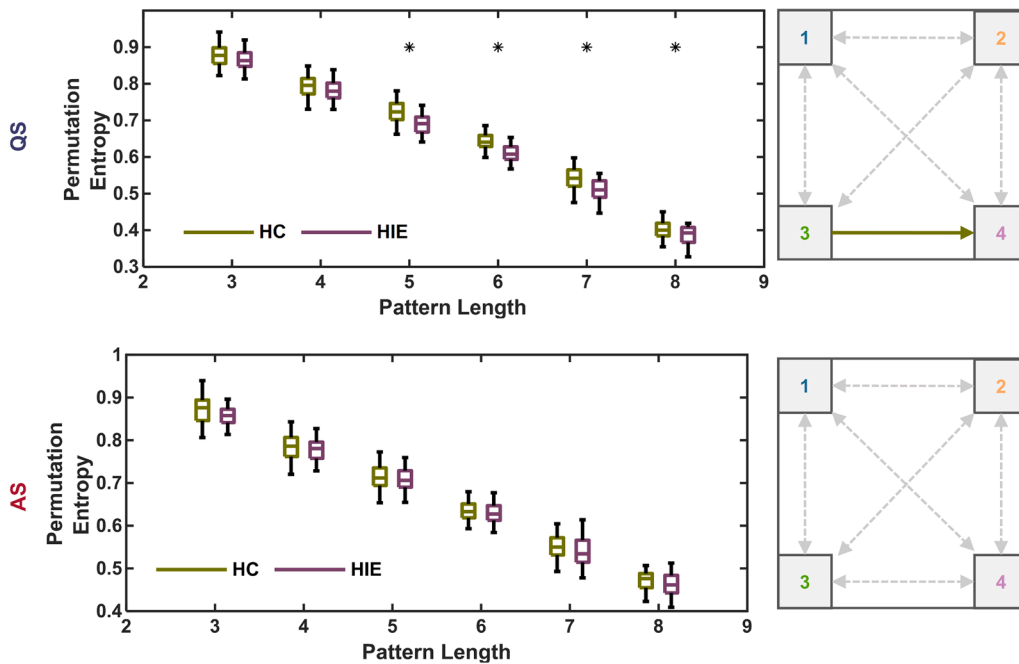 QS
Permutation
Entropy
0.9
0.8
0.7
0.6
0.5
0.4
0.3
* * * *
HC HIE
2 3 4 5 6 7 8 9
Pattern Length
1 2
3 4
AS
Permutation
Entropy
1
0.9
0.8
0.7
0.6
0.5
0.4
HC HIE
2 3 4 5 6 7 8 9
Pattern Length
1 2
3 4